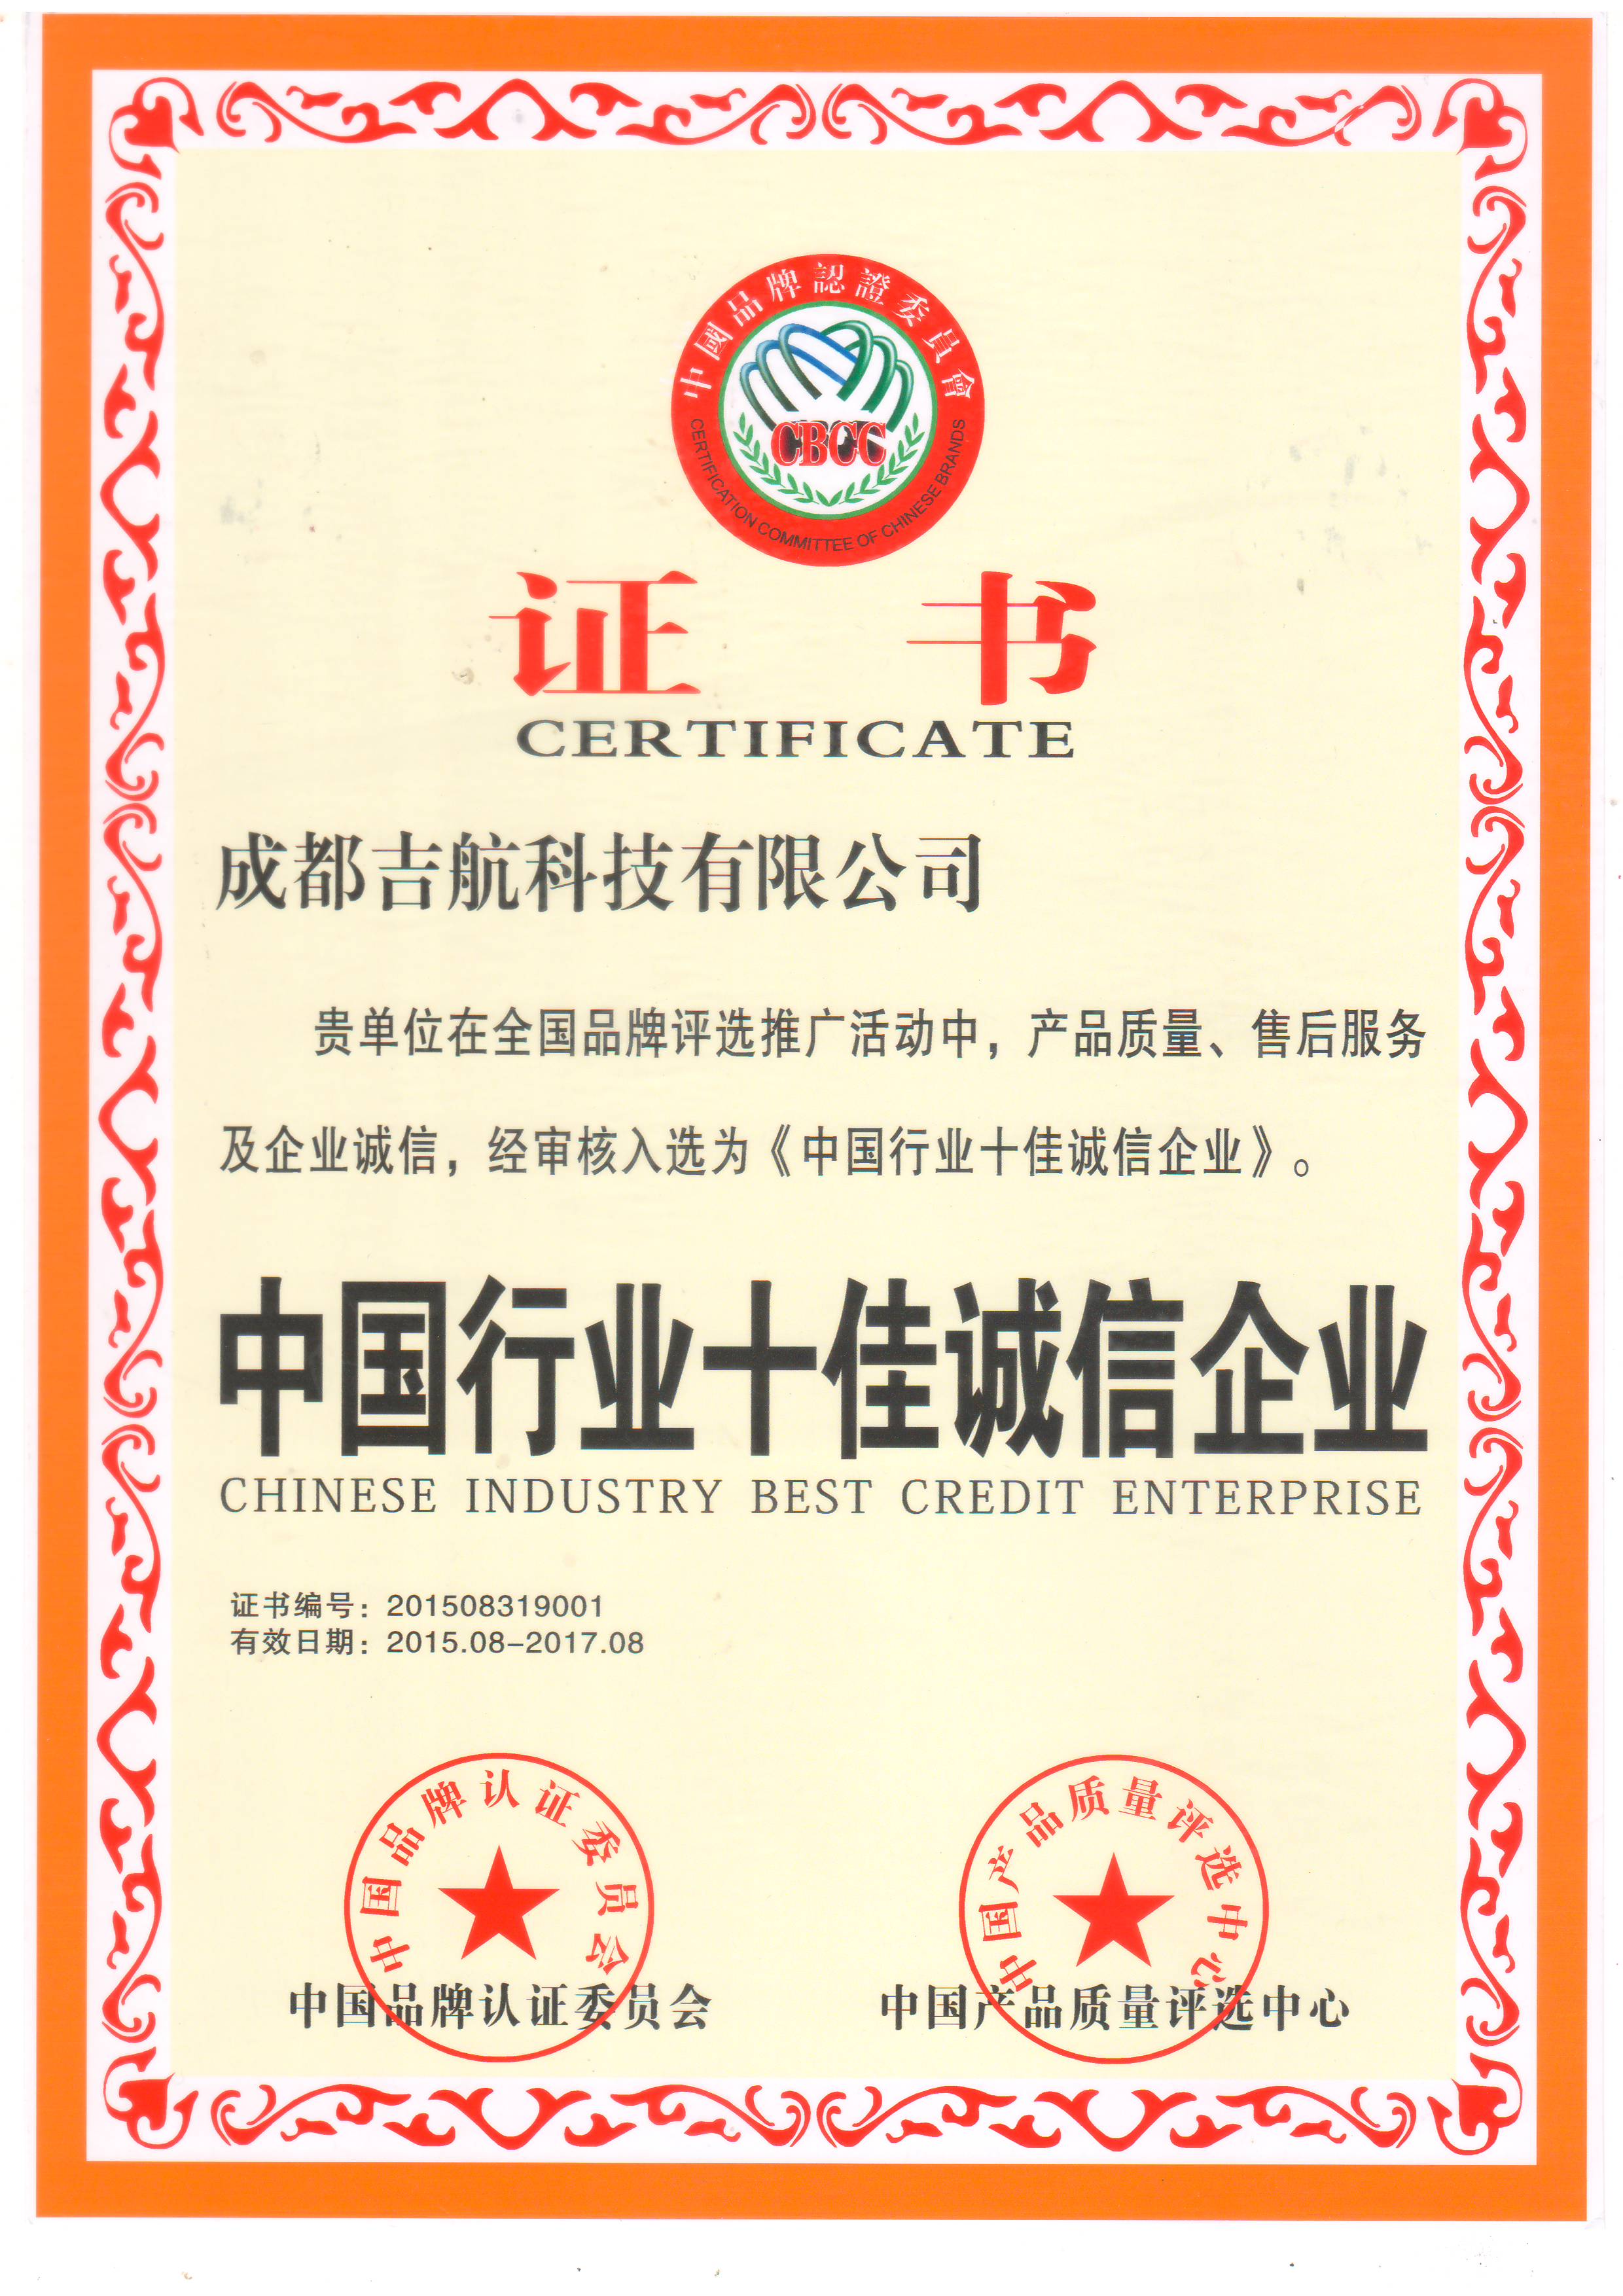 中國品牌認證委員會
CBCC
CERTIFICATION COMMITTEE OF CHINESE BRANDS
证 书
CERTIFICATE
成都吉航科技有限公司
贵单位在全国品牌评选推广活动中，产品质量、售后服务
及企业诚信，经审核入选为《中国行业十佳诚信企业》。
中国行业十佳诚信企业
CHINESE INDUSTRY BEST CREDIT ENTERPRISE
证书编号：201508319001
有效日期：2015.08-2017.08
中国品牌认证委员会
中国品牌认证委员会
中国产品质量评选中心
中国产品质量评选中心